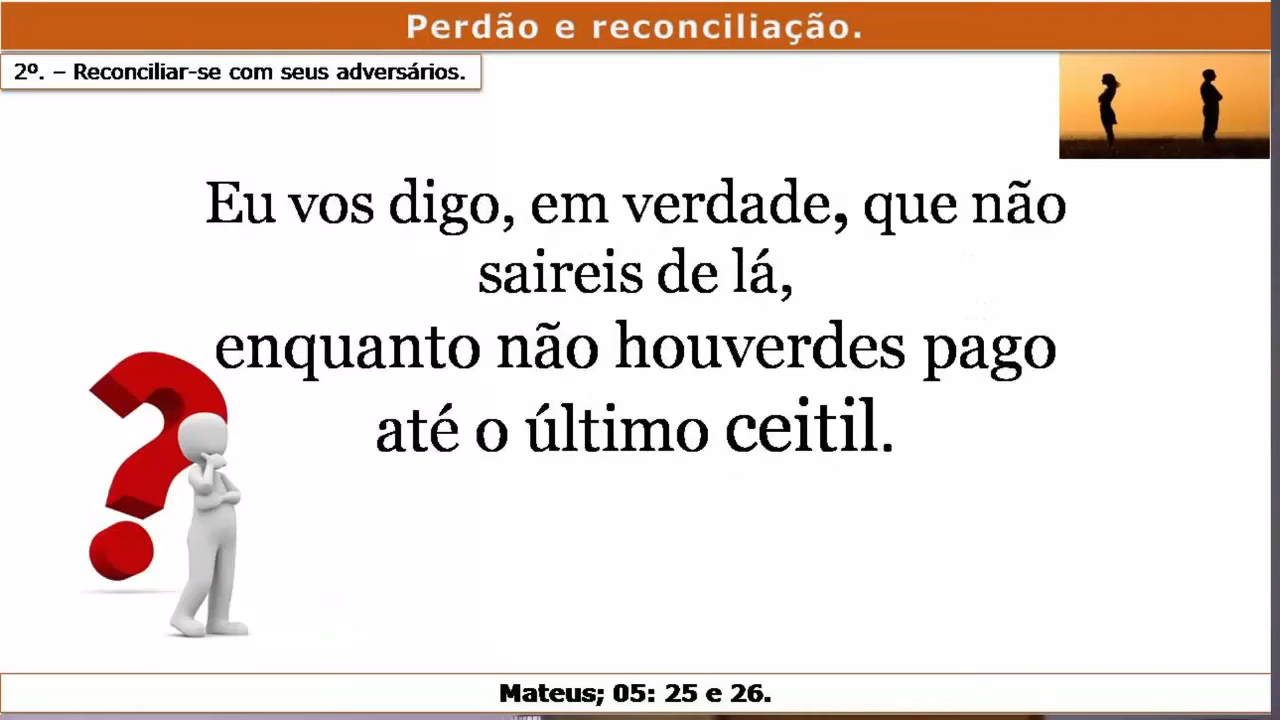 Perdão e reconciliação.
2º. – Reconciliar-se com seus adversários.
Eu vos digo, em verdade, que não
saireis de lá,
enquanto não houverdes pago
até o último ceitil.
Mateus; 05: 25 e 26.